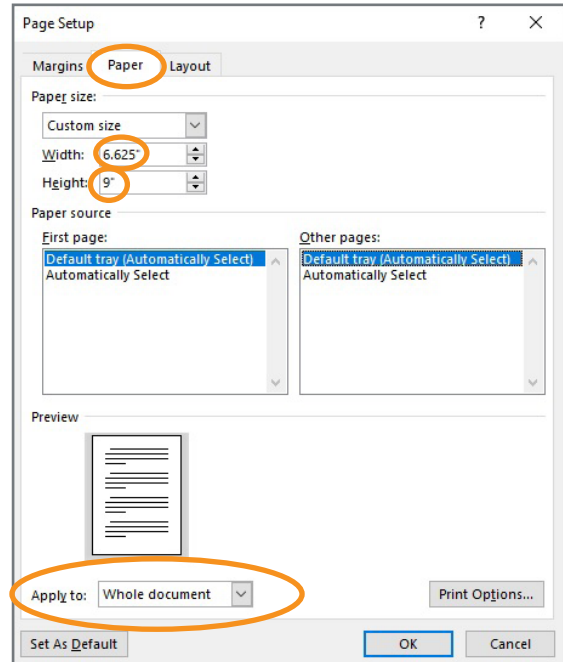 Page Setup ? ×
Margins Paper Layout
Paper size:
Custom size
Width: 6.625"
Height: 9"
Paper source
First page: Other pages:
Default tray (Automatically Select) Default tray (Automatically Select)
Automatically Select Automatically Select
Preview
Apply to: Whole document Print Options...
Set As Default OK Cancel